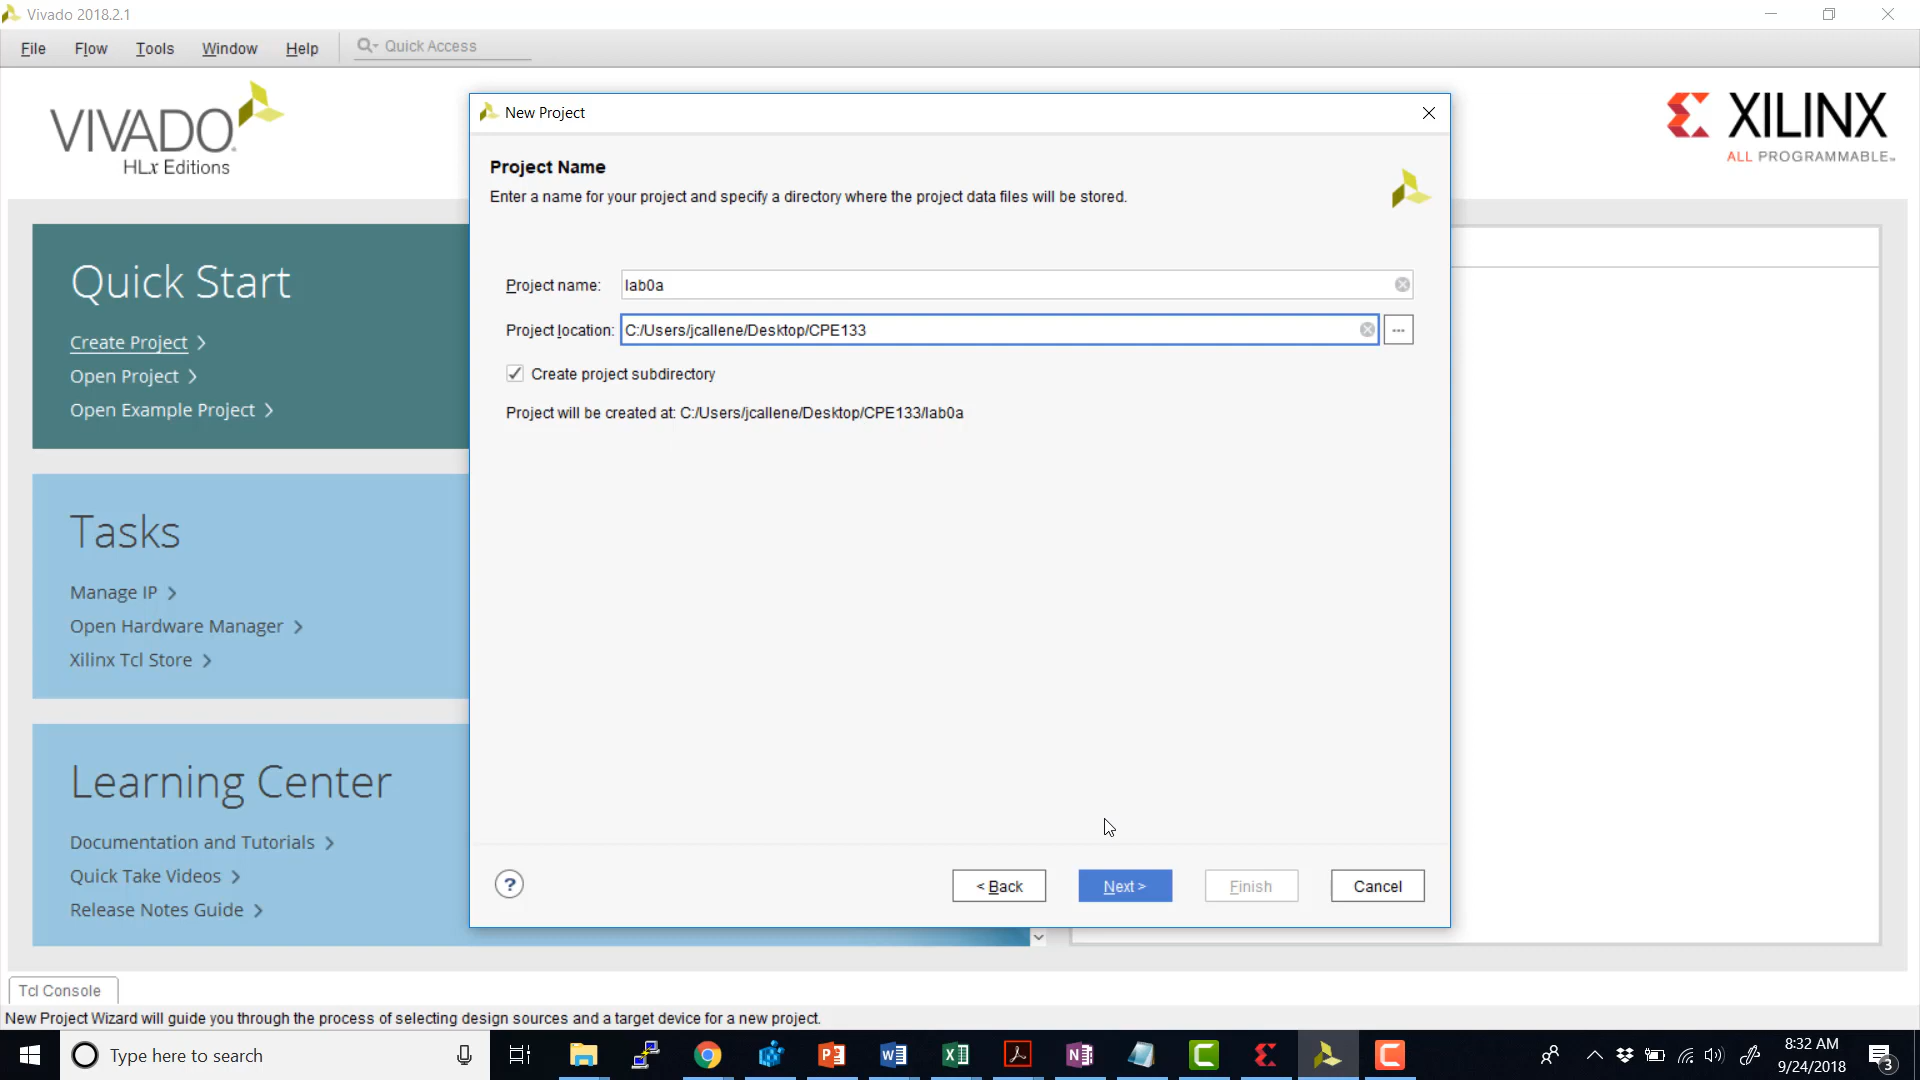 Vivado 2018.2.1
File Flow Tools Window Help Quick Access
VIVADO
HLx Editions
XILINX
ALL PROGRAMMABLE™
New Project
Project Name
Enter a name for your project and specify a directory where the project data files will be stored.
Project name: lab0a
Project location: C:/Users/jcallene/Desktop/CPE133 ...
Create project subdirectory
Project will be created at: C:/Users/jcallene/Desktop/CPE133/lab0a
? < Back Next > Finish Cancel
Quick Start
Create Project >
Open Project >
Open Example Project >
Tasks
Manage IP >
Open Hardware Manager >
Xilinx Tcl Store >
Learning Center
Documentation and Tutorials >
Quick Take Videos >
Release Notes Guide >
Tcl Console
New Project Wizard will guide you through the process of selecting design sources and a target device for a new project.
Type here to search
8:32 AM
9/24/2018
3